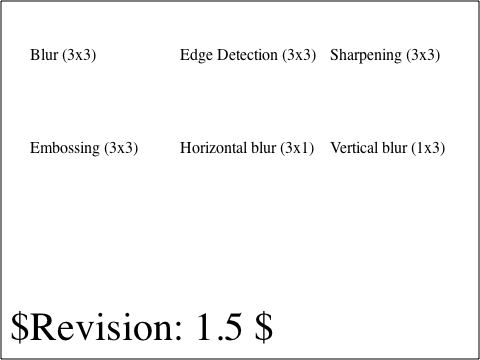 Blur (3x3) Edge Detection (3x3) Sharpening (3x3)
Embossing (3x3) Horizontal blur (3x1) Vertical blur (1x3)
$Revision: 1.5 $